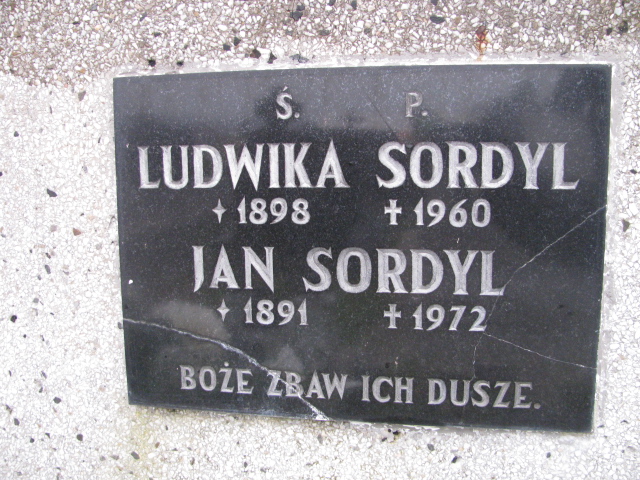 Ś. P.
LUDWIKA SORDYL
✦ 1898 ✝ 1960
JAN SORDYL
✦ 1891 ✝ 1972
BOŻE ZBAW ICH DUSZE.